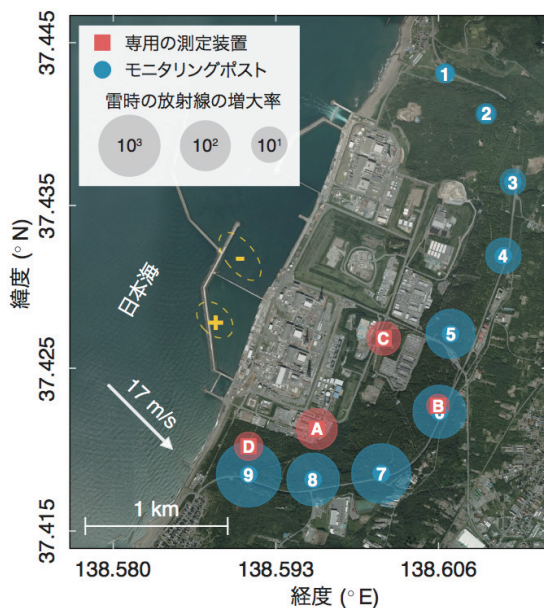 37.445
37.435
37.425
37.415
緯度 (°N)
専用の測定装置
モニタリングポスト
雷時の放射線の増大率
10³
10²
10¹
1
2
3
4
5
6
7
8
9
A
B
C
D
-
+
日本海
17 m/s
1 km
138.580
138.593
138.606
経度 (°E)